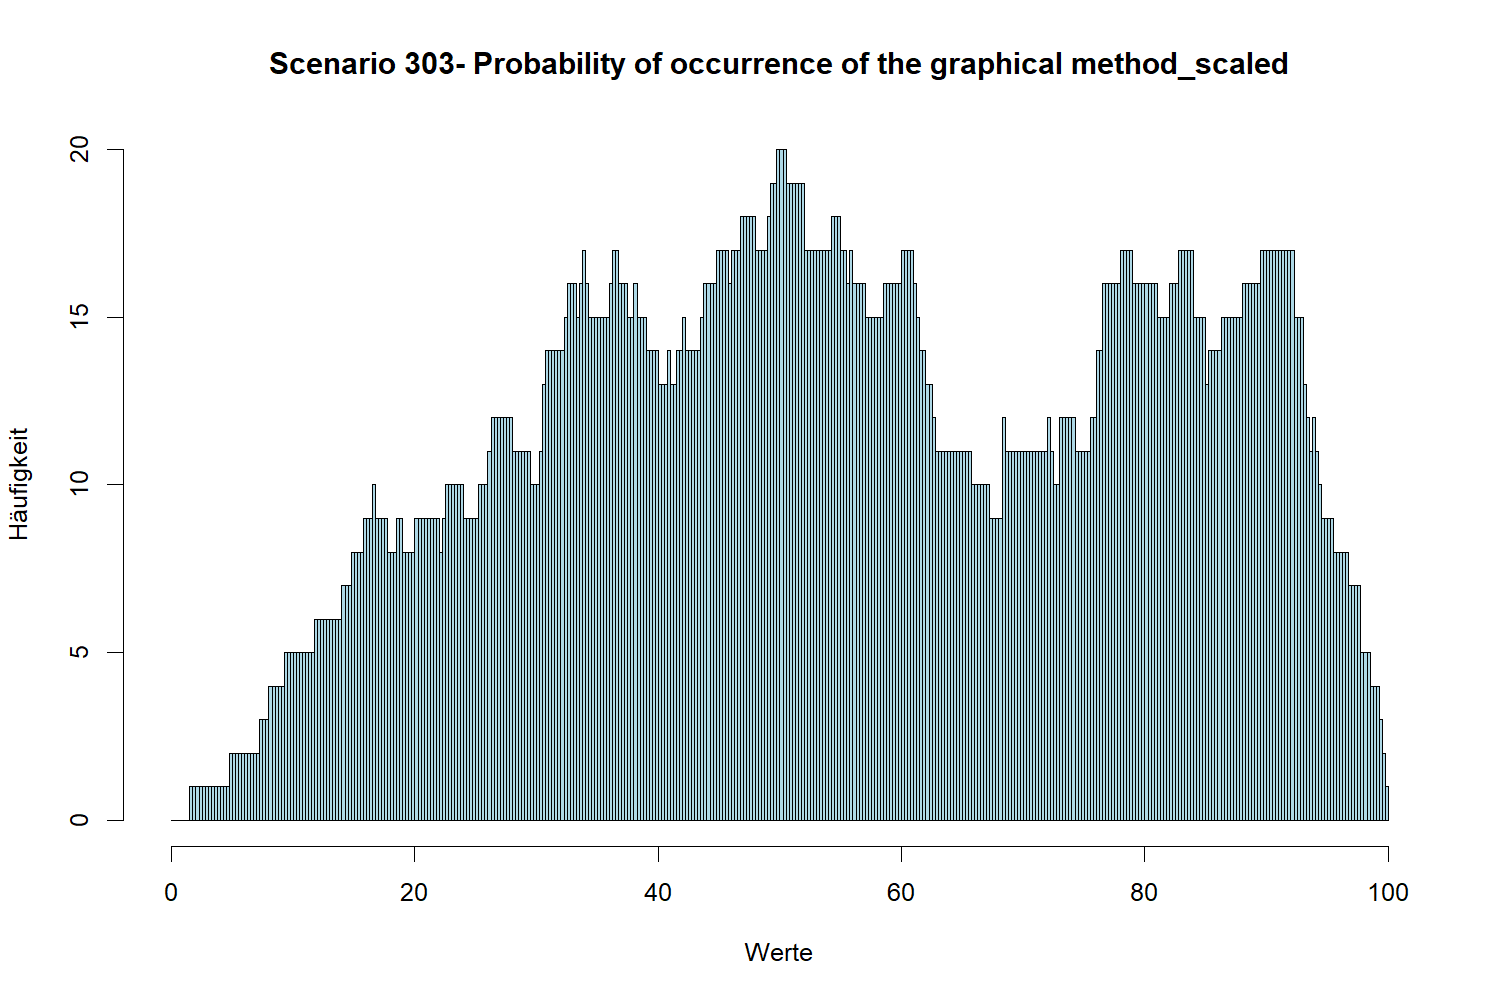 Scenario 303- Probability of occurrence of the graphical method_scaled
20
15
10
5
0
Häufigkeit
0 20 40 60 80 100
Werte